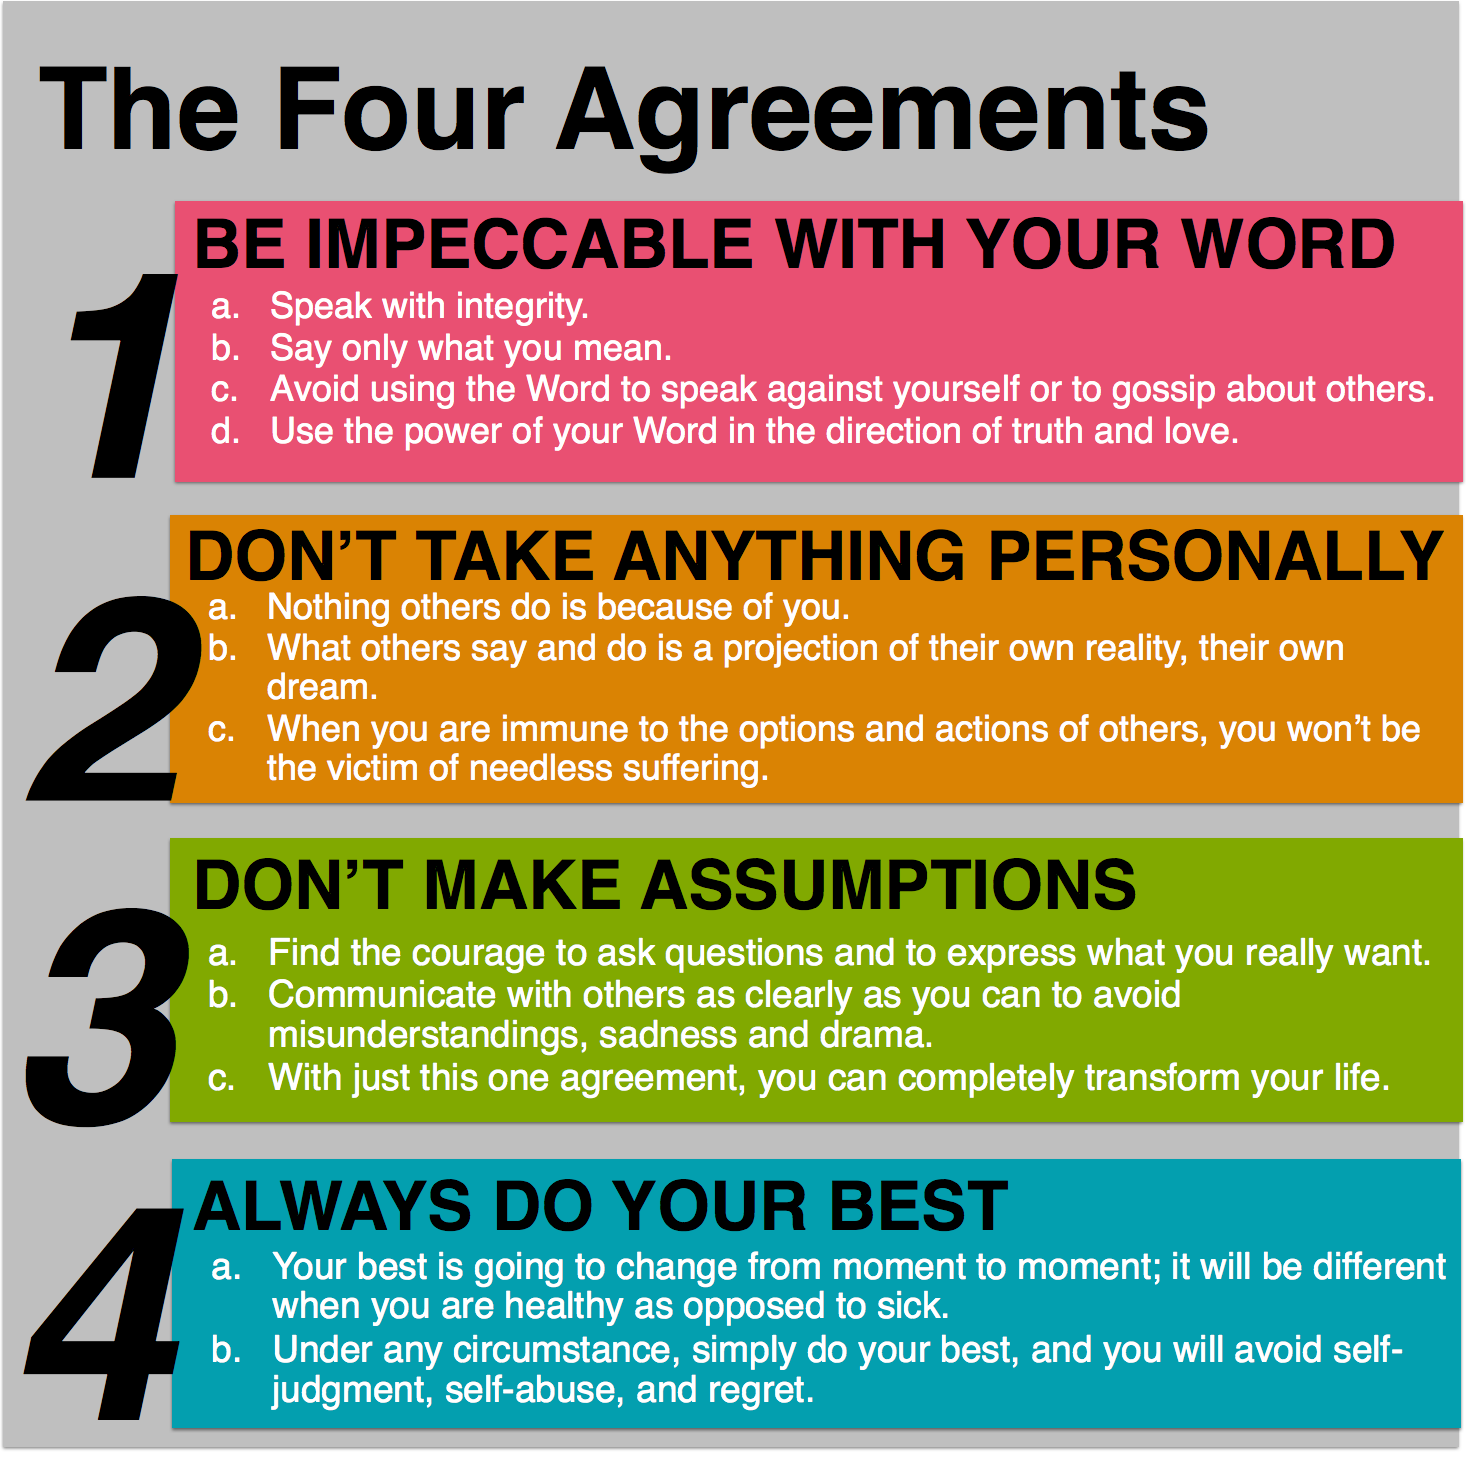 The Four Agreements
1
BE IMPECCABLE WITH YOUR WORD
a. Speak with integrity.
b. Say only what you mean.
c. Avoid using the Word to speak against yourself or to gossip about others.
d. Use the power of your Word in the direction of truth and love.
2
DON’T TAKE ANYTHING PERSONALLY
a. Nothing others do is because of you.
b. What others say and do is a projection of their own reality, their own
dream.
c. When you are immune to the options and actions of others, you won’t be
the victim of needless suffering.
3
DON’T MAKE ASSUMPTIONS
a. Find the courage to ask questions and to express what you really want.
b. Communicate with others as clearly as you can to avoid
misunderstandings, sadness and drama.
c. With just this one agreement, you can completely transform your life.
4
ALWAYS DO YOUR BEST
a. Your best is going to change from moment to moment; it will be different
when you are healthy as opposed to sick.
b. Under any circumstance, simply do your best, and you will avoid self-
judgment, self-abuse, and regret.